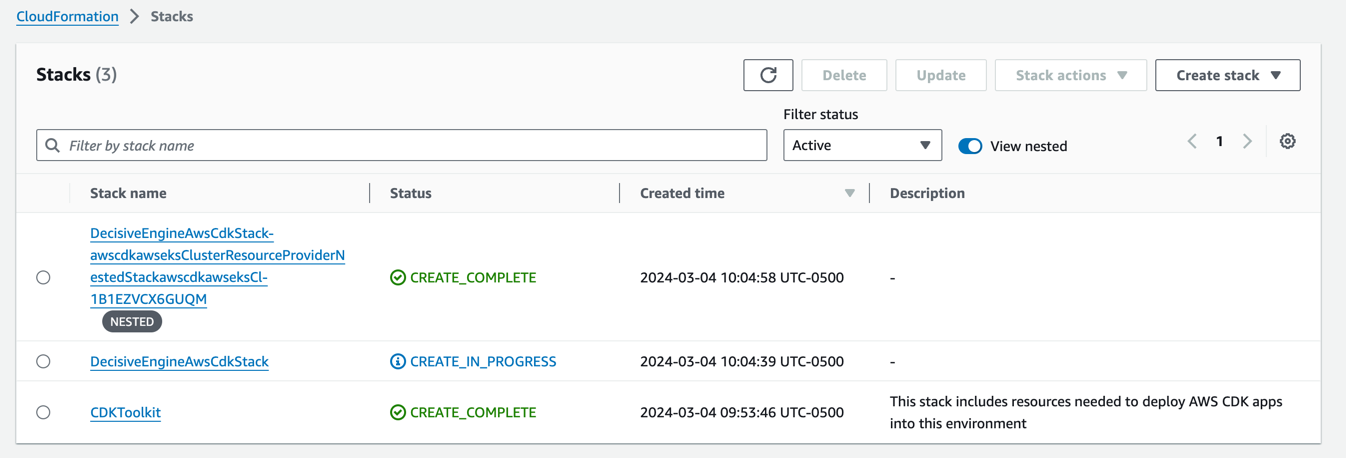 CloudFormation > Stacks
Stacks (3)
Delete
Update
Stack actions
Create stack
Filter by stack name
Filter status
Active
View nested
1
Stack name
Status
Created time
Description
DecisiveEngineAwsCdkStack-
awscdkawseksClusterResourceProviderN
estedStackawscdkawseksCl-
1B1EZVCX6GUQM
NESTED
CREATE_COMPLETE
2024-03-04 10:04:58 UTC-0500
-
DecisiveEngineAwsCdkStack
CREATE_IN_PROGRESS
2024-03-04 10:04:39 UTC-0500
-
CDKToolkit
CREATE_COMPLETE
2024-03-04 09:53:46 UTC-0500
This stack includes resources needed to deploy AWS CDK apps
into this environment